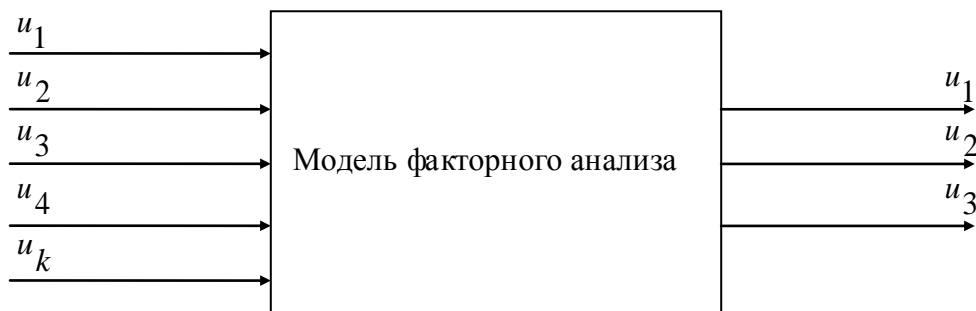 u1
u2
u3
u4
uk
Модель факторного анализа
u1
u2
u3